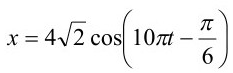 x = 4√2 cos(10πt − π/6)